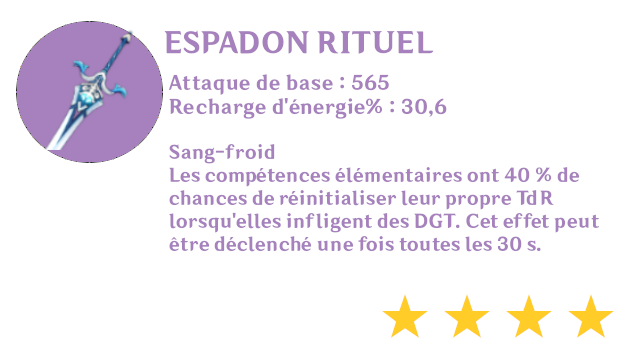 ESPADON RITUEL
Attaque de base : 565
Recharge d'énergie% : 30,6
Sang-froid
Les compétences élémentaires ont 40 % de
chances de réinitialiser leur propre TdR
lorsqu'elles infligent des DGT. Cet effet peut
être déclenché une fois toutes les 30 s.